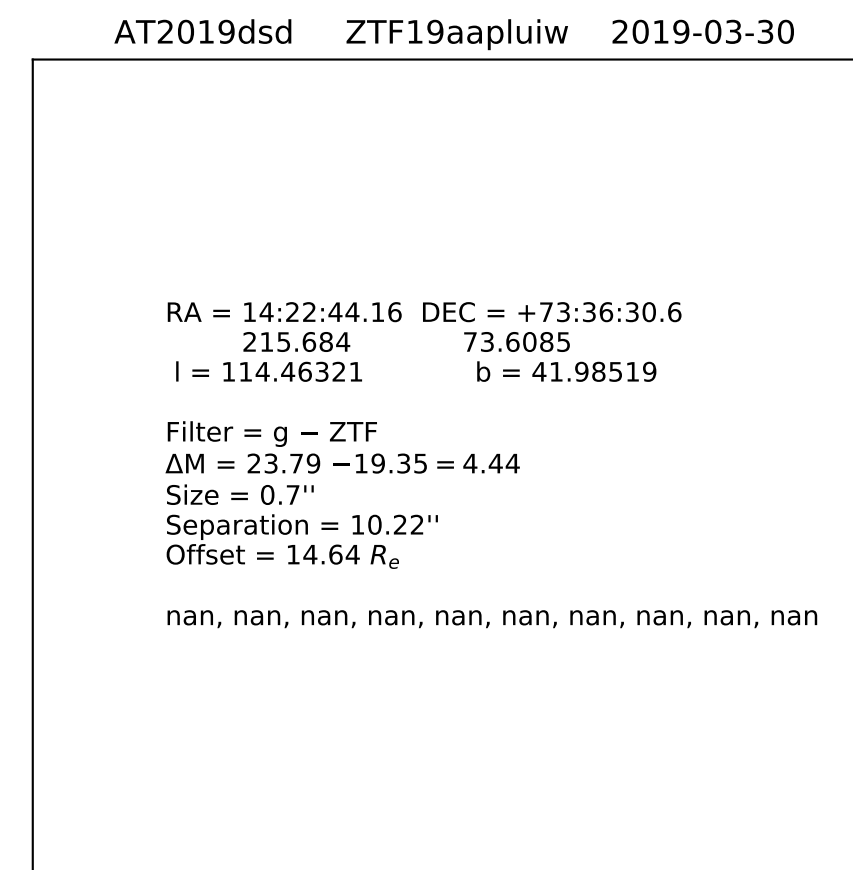 AT2019dsd ZTF19aapluiw 2019-03-30
RA = 14:22:44.16 DEC = +73:36:30.6
215.684 73.6085
l = 114.46321 b = 41.98519
Filter = g − ZTF
ΔM = 23.79 −19.35 = 4.44
Size = 0.7''
Separation = 10.22''
Offset = 14.64 Rₑ
nan, nan, nan, nan, nan, nan, nan, nan, nan, nan